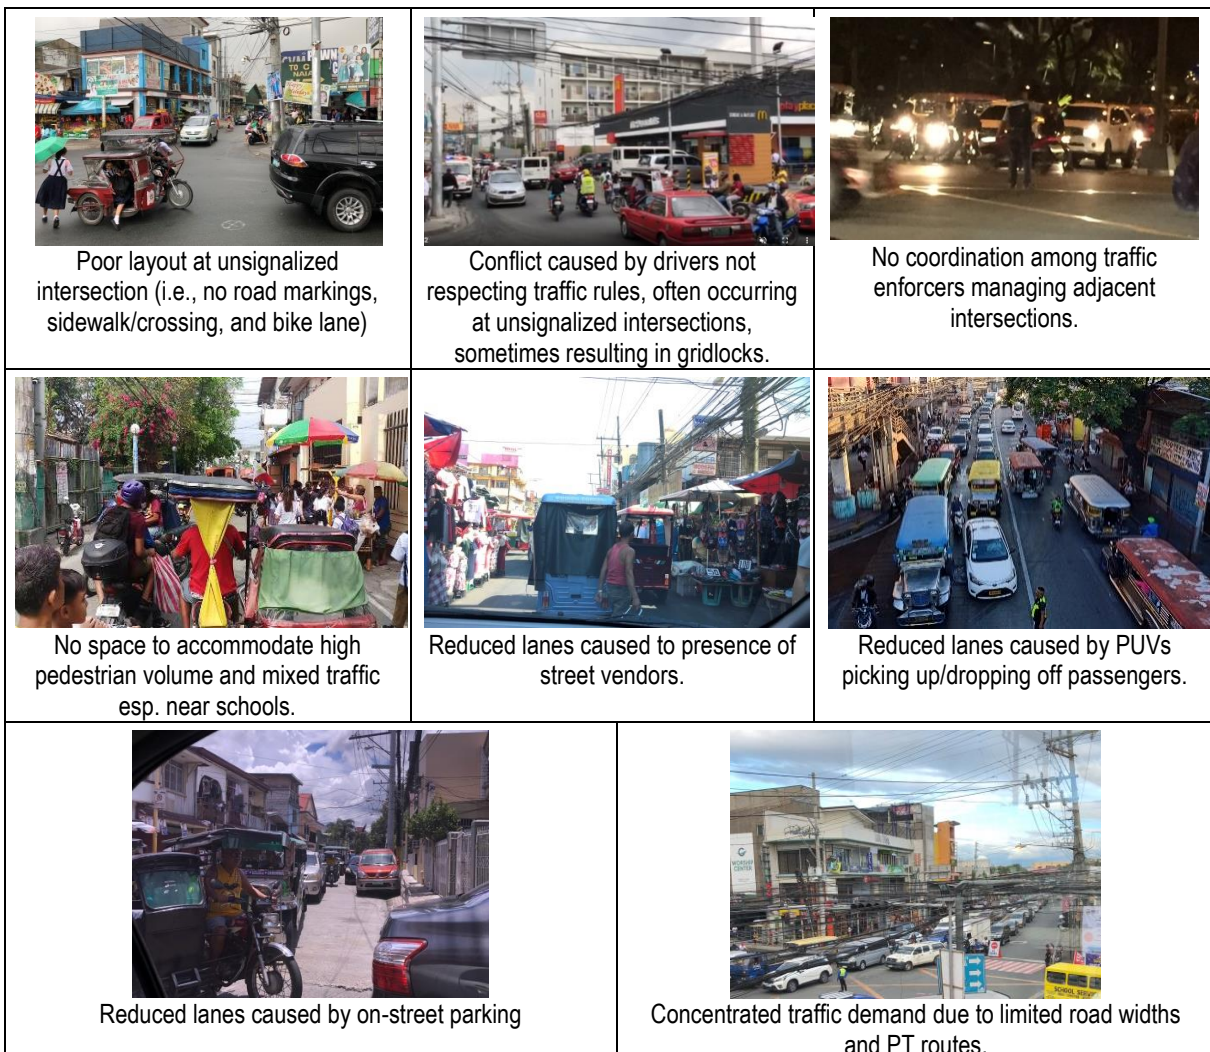 Poor layout at unsignalized
intersection (i.e., no road markings,
sidewalk/crossing, and bike lane)
Conflict caused by drivers not
respecting traffic rules, often occurring
at unsignalized intersections,
sometimes resulting in gridlocks.
No coordination among traffic
enforcers managing adjacent
intersections.
No space to accommodate high
pedestrian volume and mixed traffic
esp. near schools.
Reduced lanes caused to presence of
street vendors.
Reduced lanes caused by PUVs
picking up/dropping off passengers.
WORSHIP
CENTER
SCHOOL SERVICE
Reduced lanes caused by on-street parking
Concentrated traffic demand due to limited road widths
and PT routes.